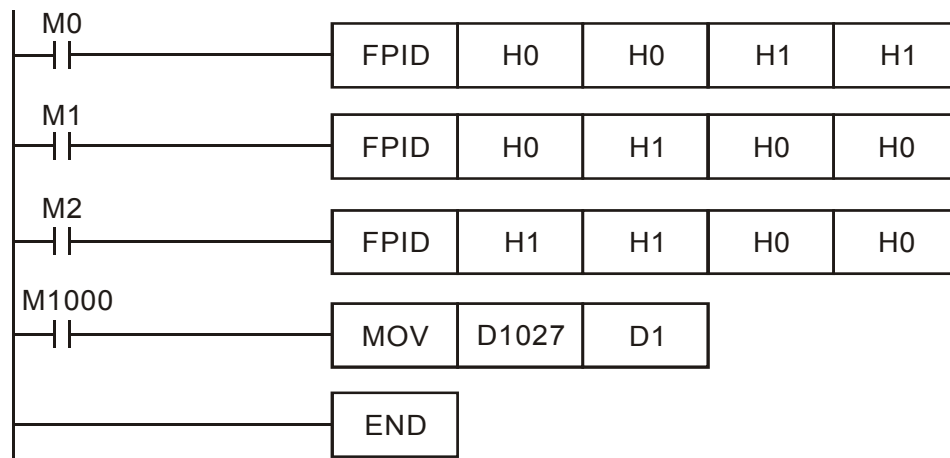 M0
FPID H0 H0 H1 H1
M1
FPID H0 H1 H0 H0
M2
FPID H1 H1 H0 H0
M1000
MOV D1027 D1
END